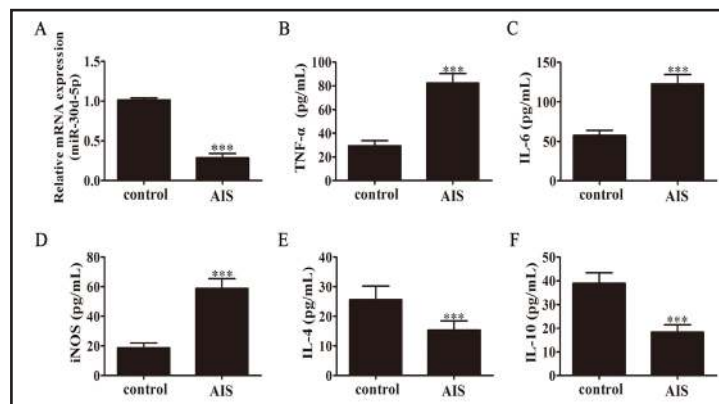 A
Relative mRNA expression
(miR-30d-5p)
1.5
1.0
0.5
0.0
***
control
AIS
B
TNF-α (pg/mL)
100
80
60
40
20
0
***
control
AIS
C
IL-6 (pg/mL)
150
100
50
0
***
control
AIS
D
iNOS (pg/mL)
80
60
40
20
0
***
control
AIS
E
IL-4 (pg/mL)
40
30
20
10
0
***
control
AIS
F
IL-10 (pg/mL)
50
40
30
20
10
0
***
control
AIS